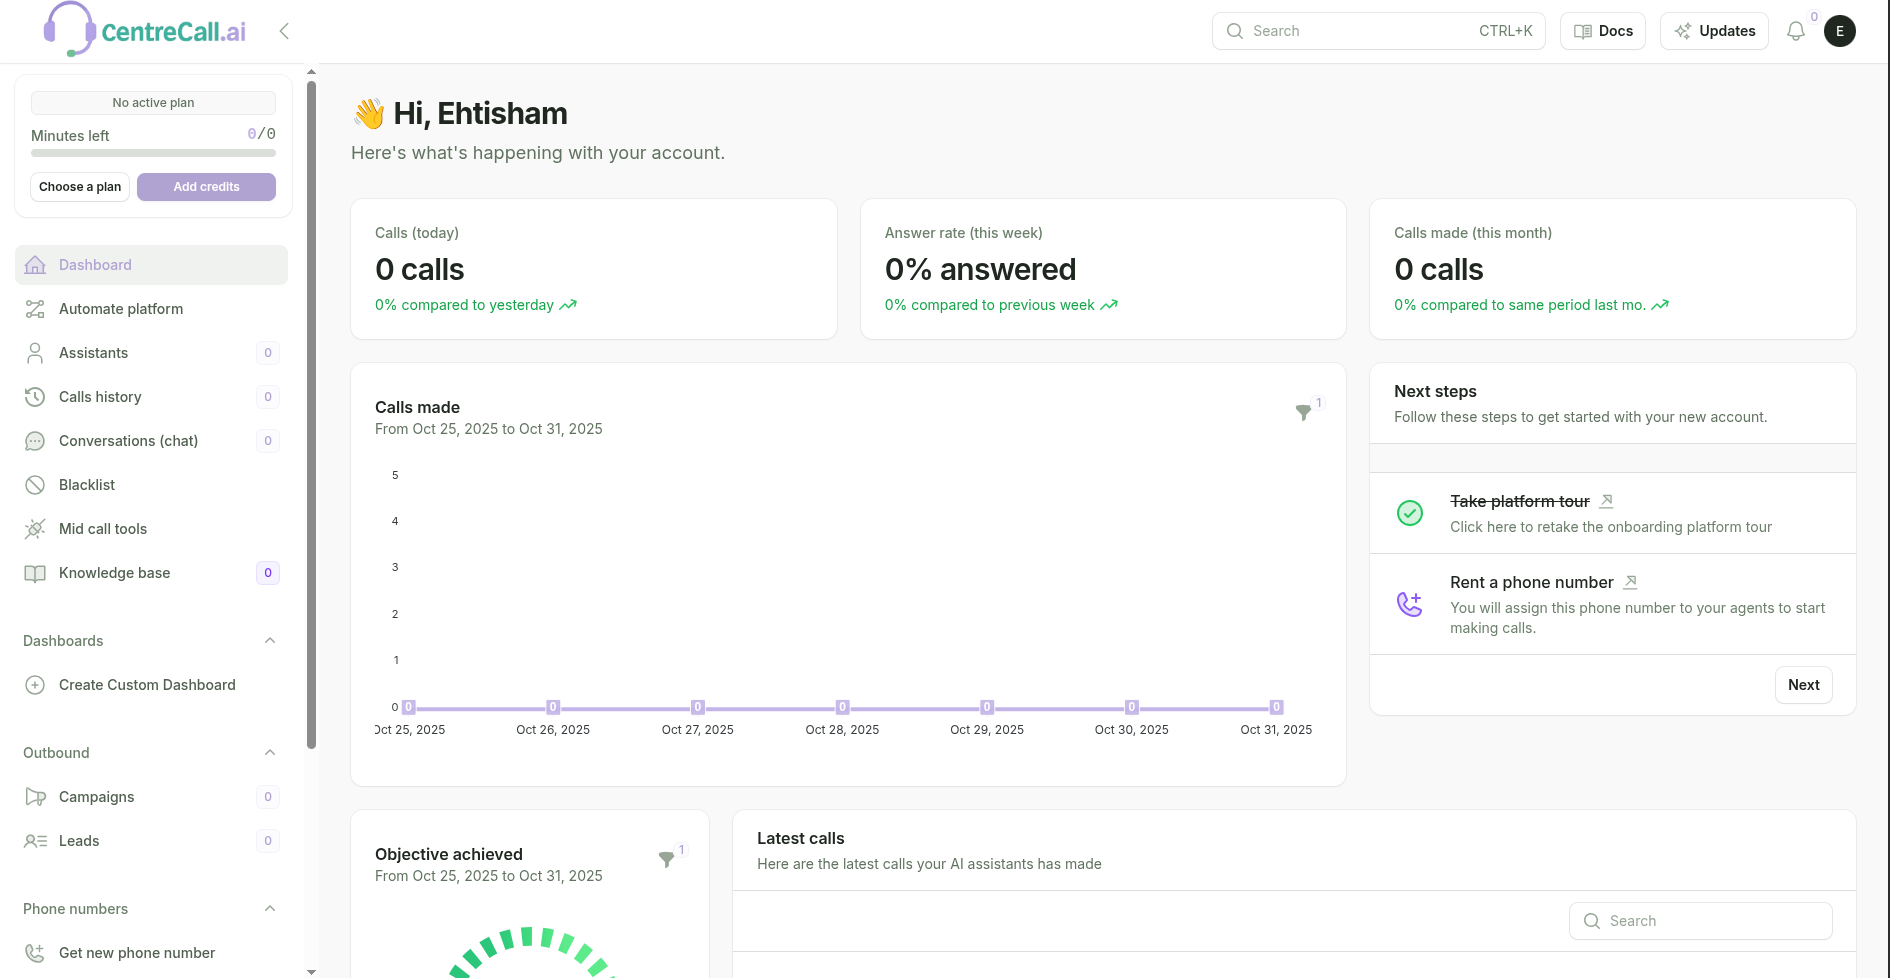 centreCall.ai
Search CTRL+K
Docs
Updates
0
E
No active plan
Minutes left 0/0
Choose a plan
Add credits
Dashboard
Automate platform
Assistants 0
Calls history 0
Conversations (chat) 0
Blacklist
Mid call tools
Knowledge base 0
Dashboards
Create Custom Dashboard
Outbound
Campaigns 0
Leads 0
Phone numbers
Get new phone number
👋 Hi, Ehtisham
Here's what's happening with your account.
Calls (today)
0 calls
0% compared to yesterday
Answer rate (this week)
0% answered
0% compared to previous week
Calls made (this month)
0 calls
0% compared to same period last mo.
Calls made
From Oct 25, 2025 to Oct 31, 2025
1
5
4
3
2
1
0
0 0 0 0 0 0 0
Oct 25, 2025 Oct 26, 2025 Oct 27, 2025 Oct 28, 2025 Oct 29, 2025 Oct 30, 2025 Oct 31, 2025
Next steps
Follow these steps to get started with your new account.
Take platform tour
Click here to retake the onboarding platform tour
Rent a phone number
You will assign this phone number to your agents to start
making calls.
Next
Objective achieved
From Oct 25, 2025 to Oct 31, 2025
1
Latest calls
Here are the latest calls your AI assistants has made
Search